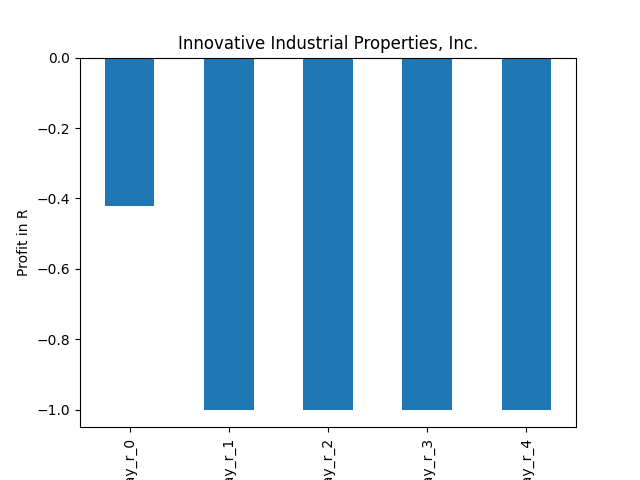 Innovative Industrial Properties, Inc.
Profit in R
0.0
−0.2
−0.4
−0.6
−0.8
−1.0
ay_r_0
ay_r_1
ay_r_2
ay_r_3
ay_r_4